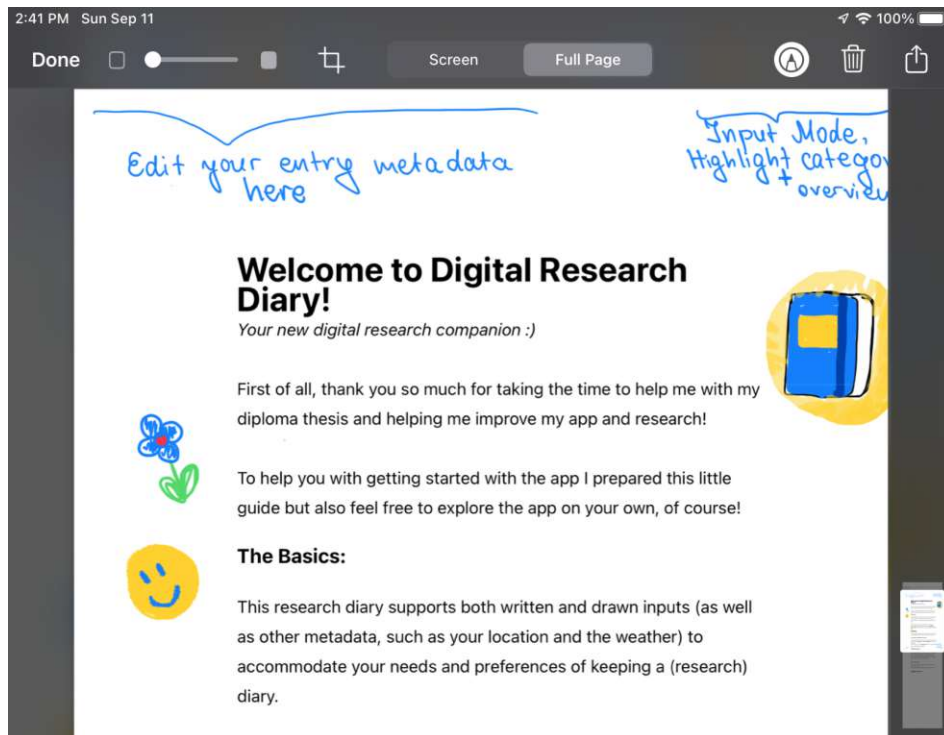 2:41 PM Sun Sep 11
100%
Done
Screen
Full Page
Edit your entry metadata
here
Input Mode,
Highlight catego
+
overview
Welcome to Digital Research
Diary!
Your new digital research companion :)
First of all, thank you so much for taking the time to help me with my
diploma thesis and helping me improve my app and research!
To help you with getting started with the app I prepared this little
guide but also feel free to explore the app on your own, of course!
The Basics:
This research diary supports both written and drawn inputs (as well
as other metadata, such as your location and the weather) to
accommodate your needs and preferences of keeping a (research)
diary.